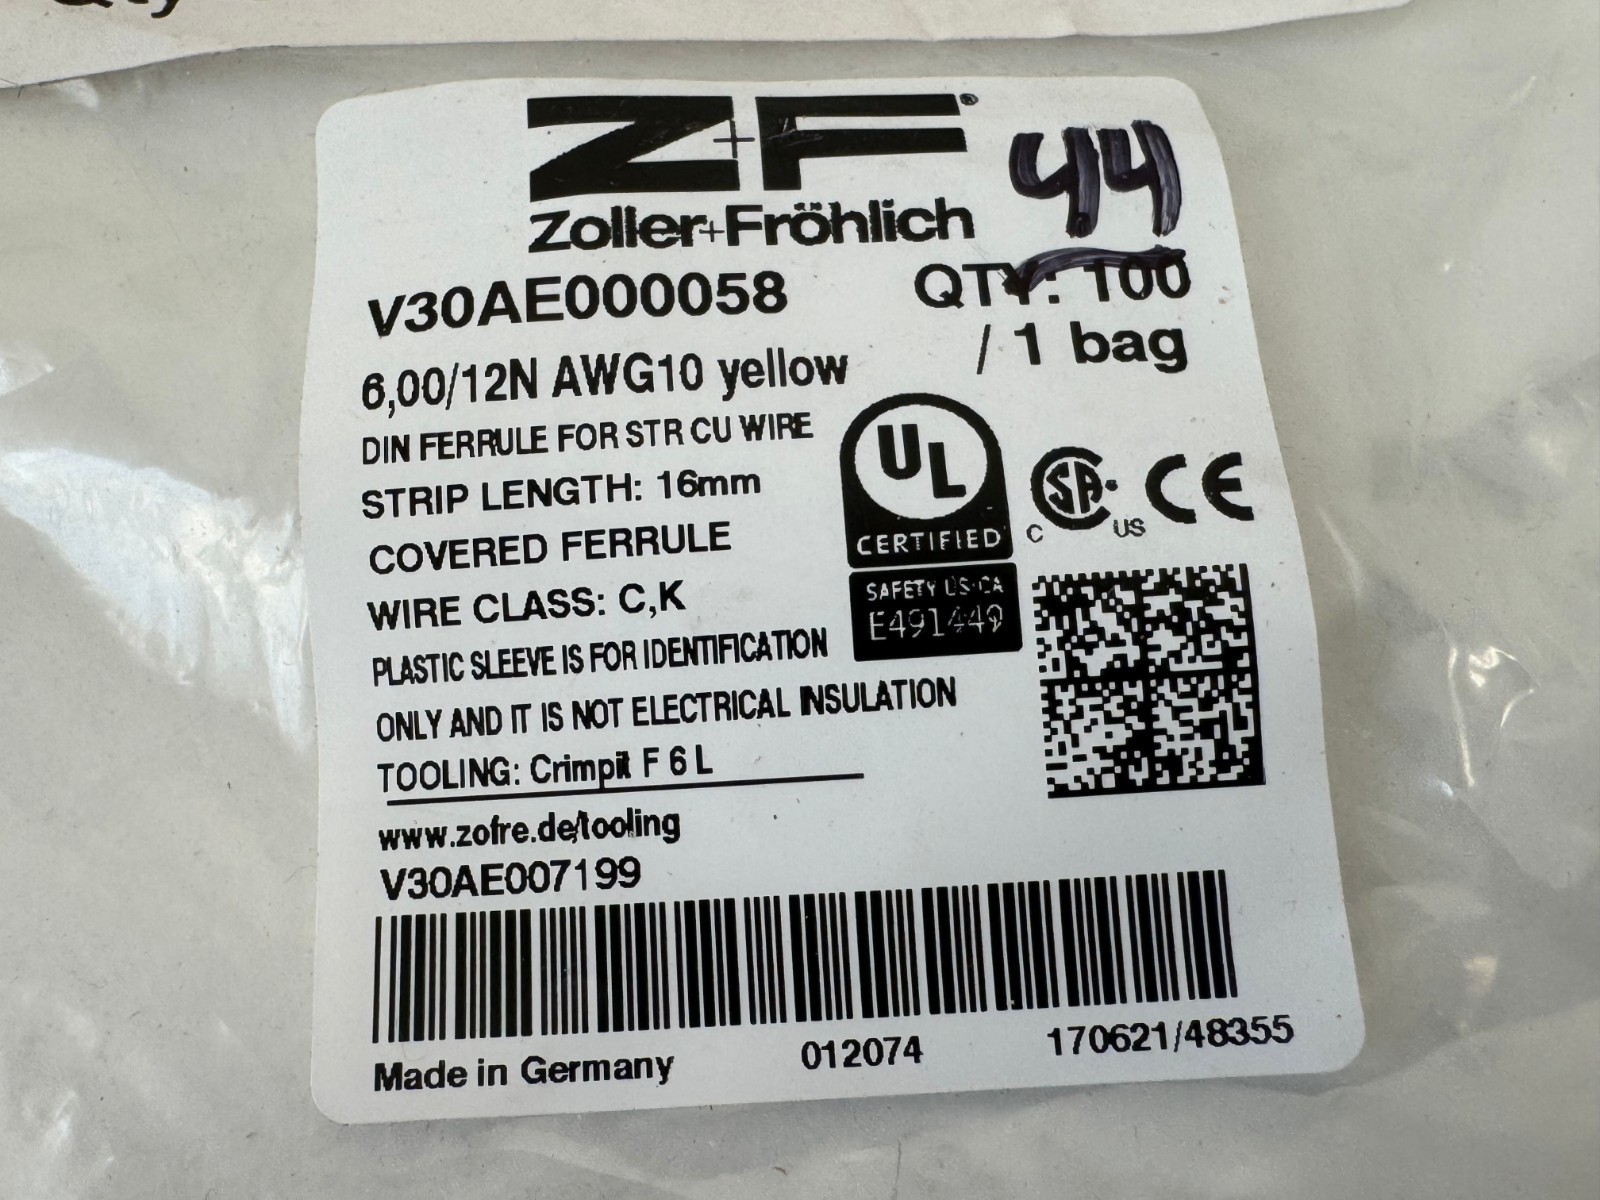 Qty
Z+F®
Zoller+Fröhlich
44
V30AE000058
QTY: 100
/ 1 bag
6,00/12N AWG10 yellow
DIN FERRULE FOR STR CU WIRE
STRIP LENGTH: 16mm
COVERED FERRULE
WIRE CLASS: C,K
PLASTIC SLEEVE IS FOR IDENTIFICATION
ONLY AND IT IS NOT ELECTRICAL INSULATION
TOOLING: Crimpit F 6 L
www.zofre.de/tooling
V30AE007199
UL
CERTIFIED
SAFETY US-CA
E491449
C SA US
CE
Made in Germany
012074
170621/48355